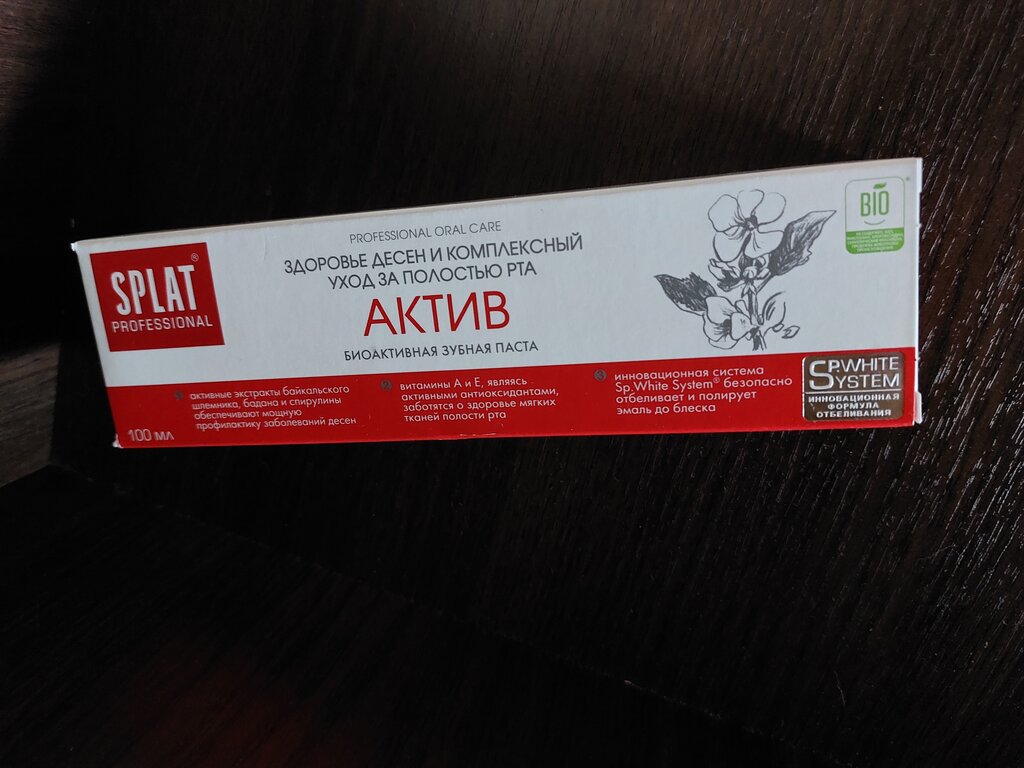 PROFESSIONAL ORAL CARE
ЗДОРОВЬЕ ДЕСЕН И КОМПЛЕКСНЫЙ
УХОД ЗА ПОЛОСТЬЮ РТА
АКТИВ
БИОАКТИВНАЯ ЗУБНАЯ ПАСТА
SPLAT®
PROFESSIONAL
BIO
1 активные экстракты байкальского
шлемника, бадана и спирулины
обеспечивают мощную
профилактику заболеваний десен
2 витамины А и Е, являясь
активными антиоксидантами,
заботятся о здоровье мягких
тканей полости рта
3 инновационная система
Sp.White System® безопасно
отбеливает и полирует
эмаль до блеска
SP.WHITE
SYSTEM
ИННОВАЦИОННАЯ
ФОРМУЛА
ОТБЕЛИВАНИЯ
100 МЛ